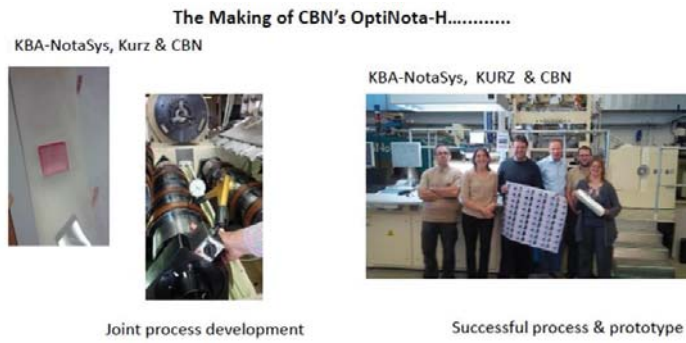 The Making of CBN's OptiNota-H….........
KBA-NotaSys, Kurz & CBN
KBA-NotaSys, KURZ & CBN
Joint process development
Successful process & prototype